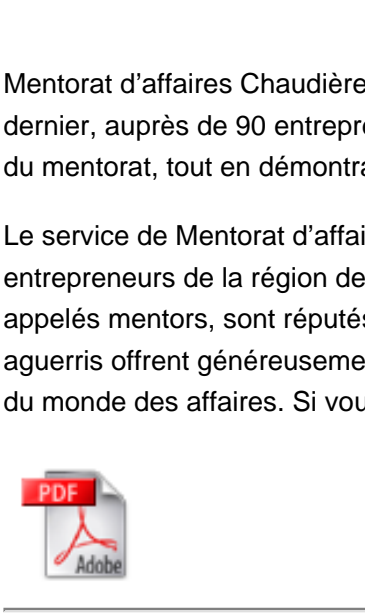 Mentorat d’affaires Chaudière
dernier, auprès de 90 entrepre
du mentorat, tout en démontra
Le service de Mentorat d’affai
entrepreneurs de la région de
appelés mentors, sont réputés
aguerris offrent généreuseme
du monde des affaires. Si vou
PDF
Adobe